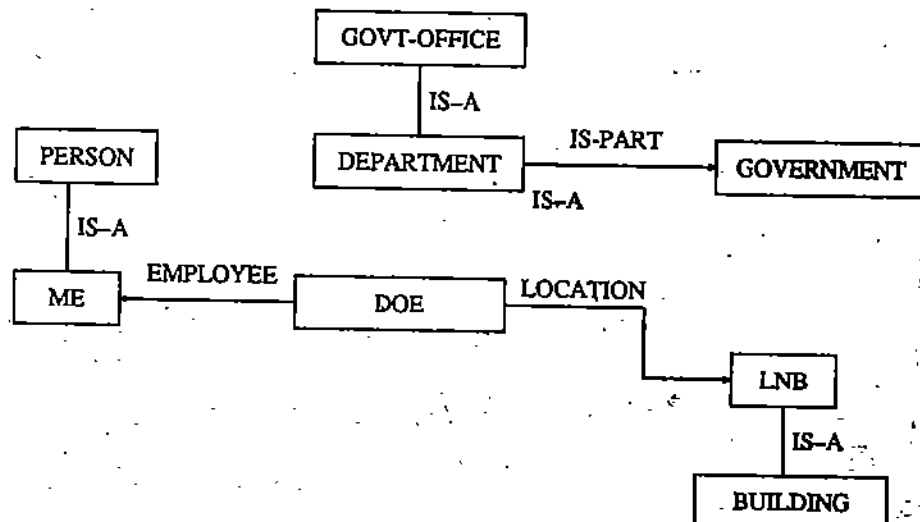 GOVT-OFFICE
IS–A
PERSON
DEPARTMENT
IS-PART
GOVERNMENT
IS–A
IS–A
ME
EMPLOYEE
DOE
LOCATION
LNB
IS–A
BUILDING